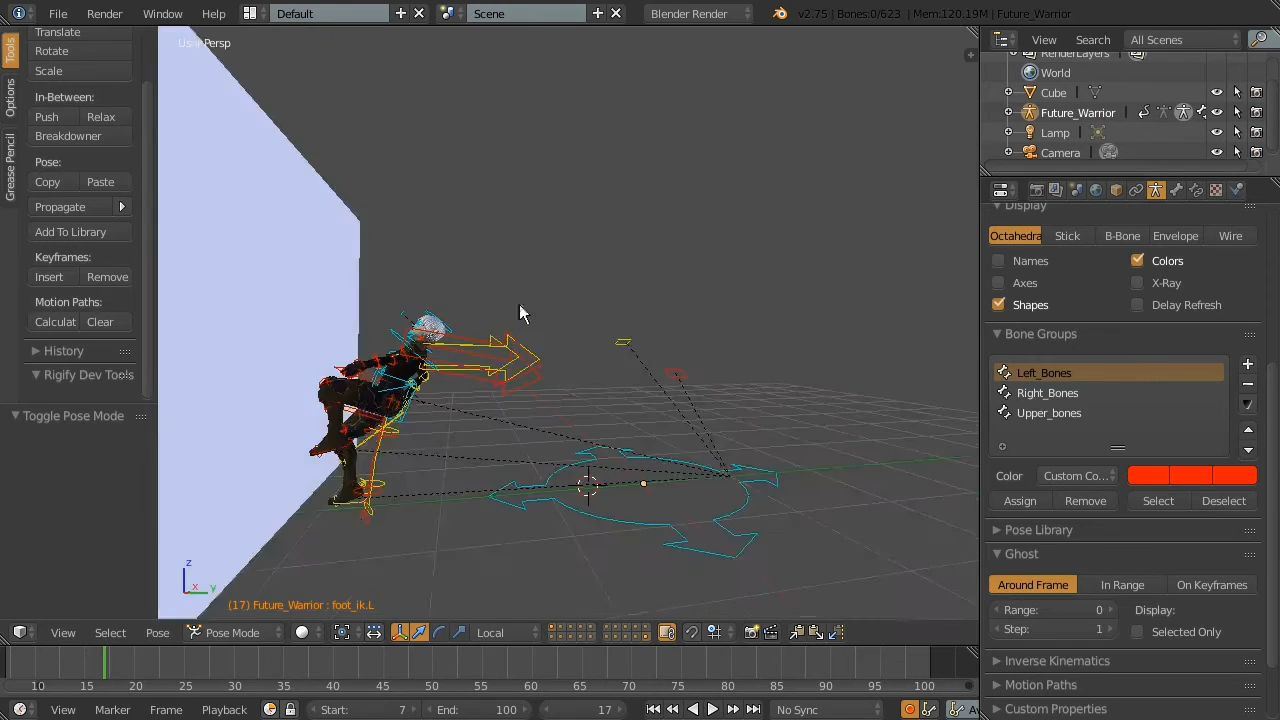 File Render Window Help Default Scene Blender Render v2.75 | Bones:0/623 | Mem:120.19M | Future_Warrior
Tools
Options
Grease Pencil
Translate
Rotate
Scale
In-Between:
Push Relax
Breakdowner
Pose:
Copy Paste
Propagate
Add To Library
Keyframes:
Insert Remove
Motion Paths:
Calculat Clear
History
Rigify Dev Tools
Toggle Pose Mode
User Persp
z
x y
(17) Future_Warrior : foot_ik.L
View Select Pose Pose Mode Local
10 15 20 25 30 35 40 45 50 55 60 65 70 75 80 85 90 95 100
View Marker Frame Playback Start: 7 End: 100 17 No Sync
View Search All Scenes
RenderLayers
World
Cube
Future_Warrior
Lamp
Camera
Display
Octahedra Stick B-Bone Envelope Wire
Names Colors
Axes X-Ray
Shapes Delay Refresh
Bone Groups
Left_Bones
Right_Bones
Upper_bones
Color Custom Co...
Assign Remove Select Deselect
Pose Library
Ghost
Around Frame In Range On Keyframes
Range: 0 Display:
Step: 1 Selected Only
Inverse Kinematics
Motion Paths
Custom Properties